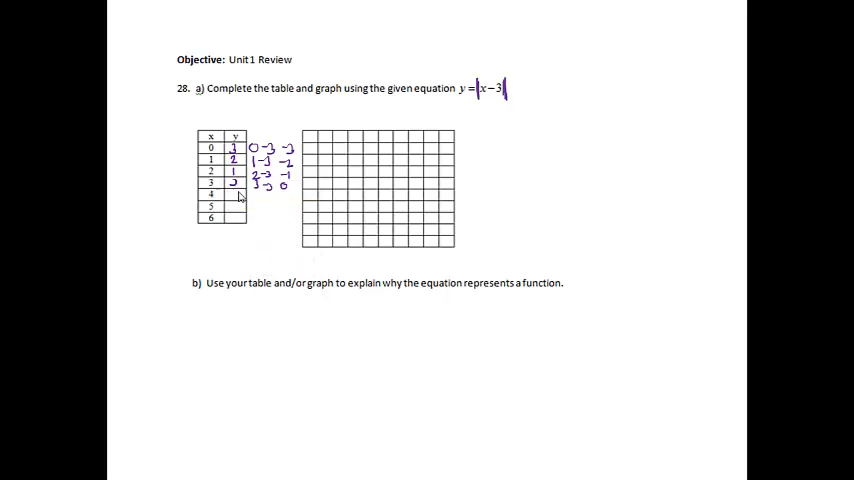 Objective: Unit 1 Review
28. a) Complete the table and graph using the given equation y = |x-3|
x y
0 3 0-3 -3
1 2 1-3 -2
2 1 2-3 -1
3 0 3-3 0
4
5
6
b) Use your table and/or graph to explain why the equation represents a function.